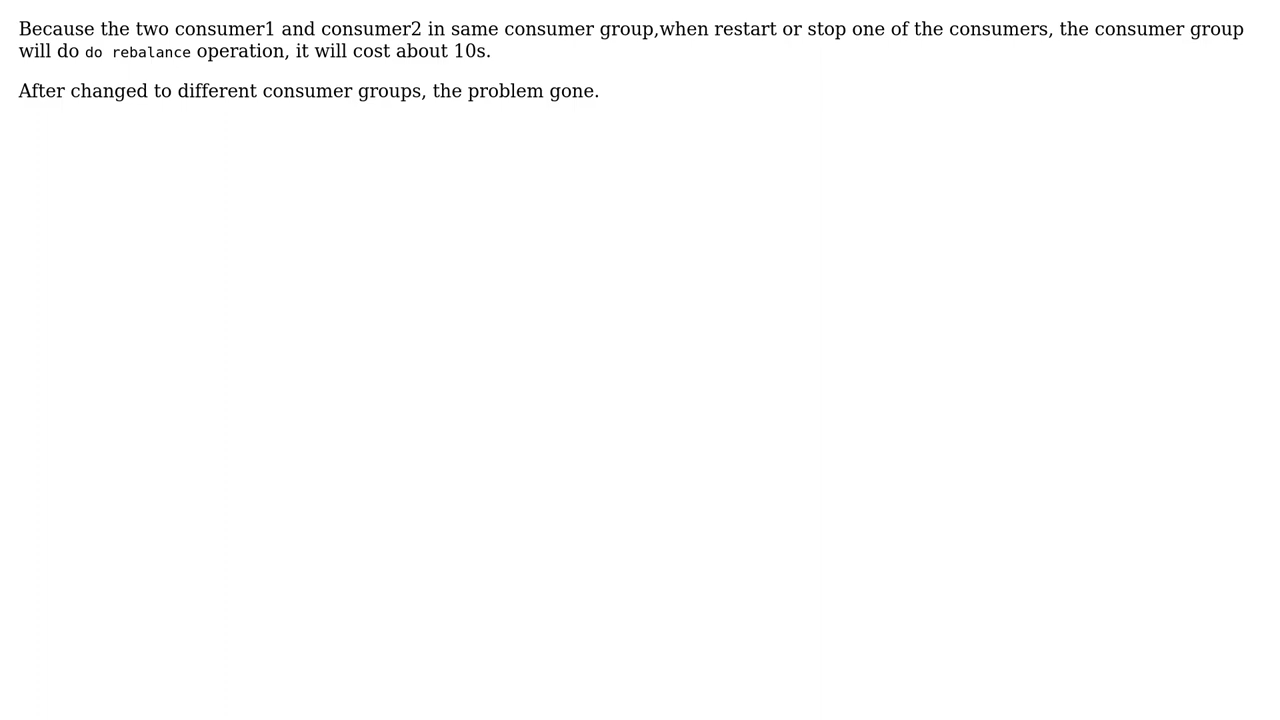 Because the two consumer1 and consumer2 in same consumer group,when restart or stop one of the consumers, the consumer group
will do do rebalance operation, it will cost about 10s.
After changed to different consumer groups, the problem gone.